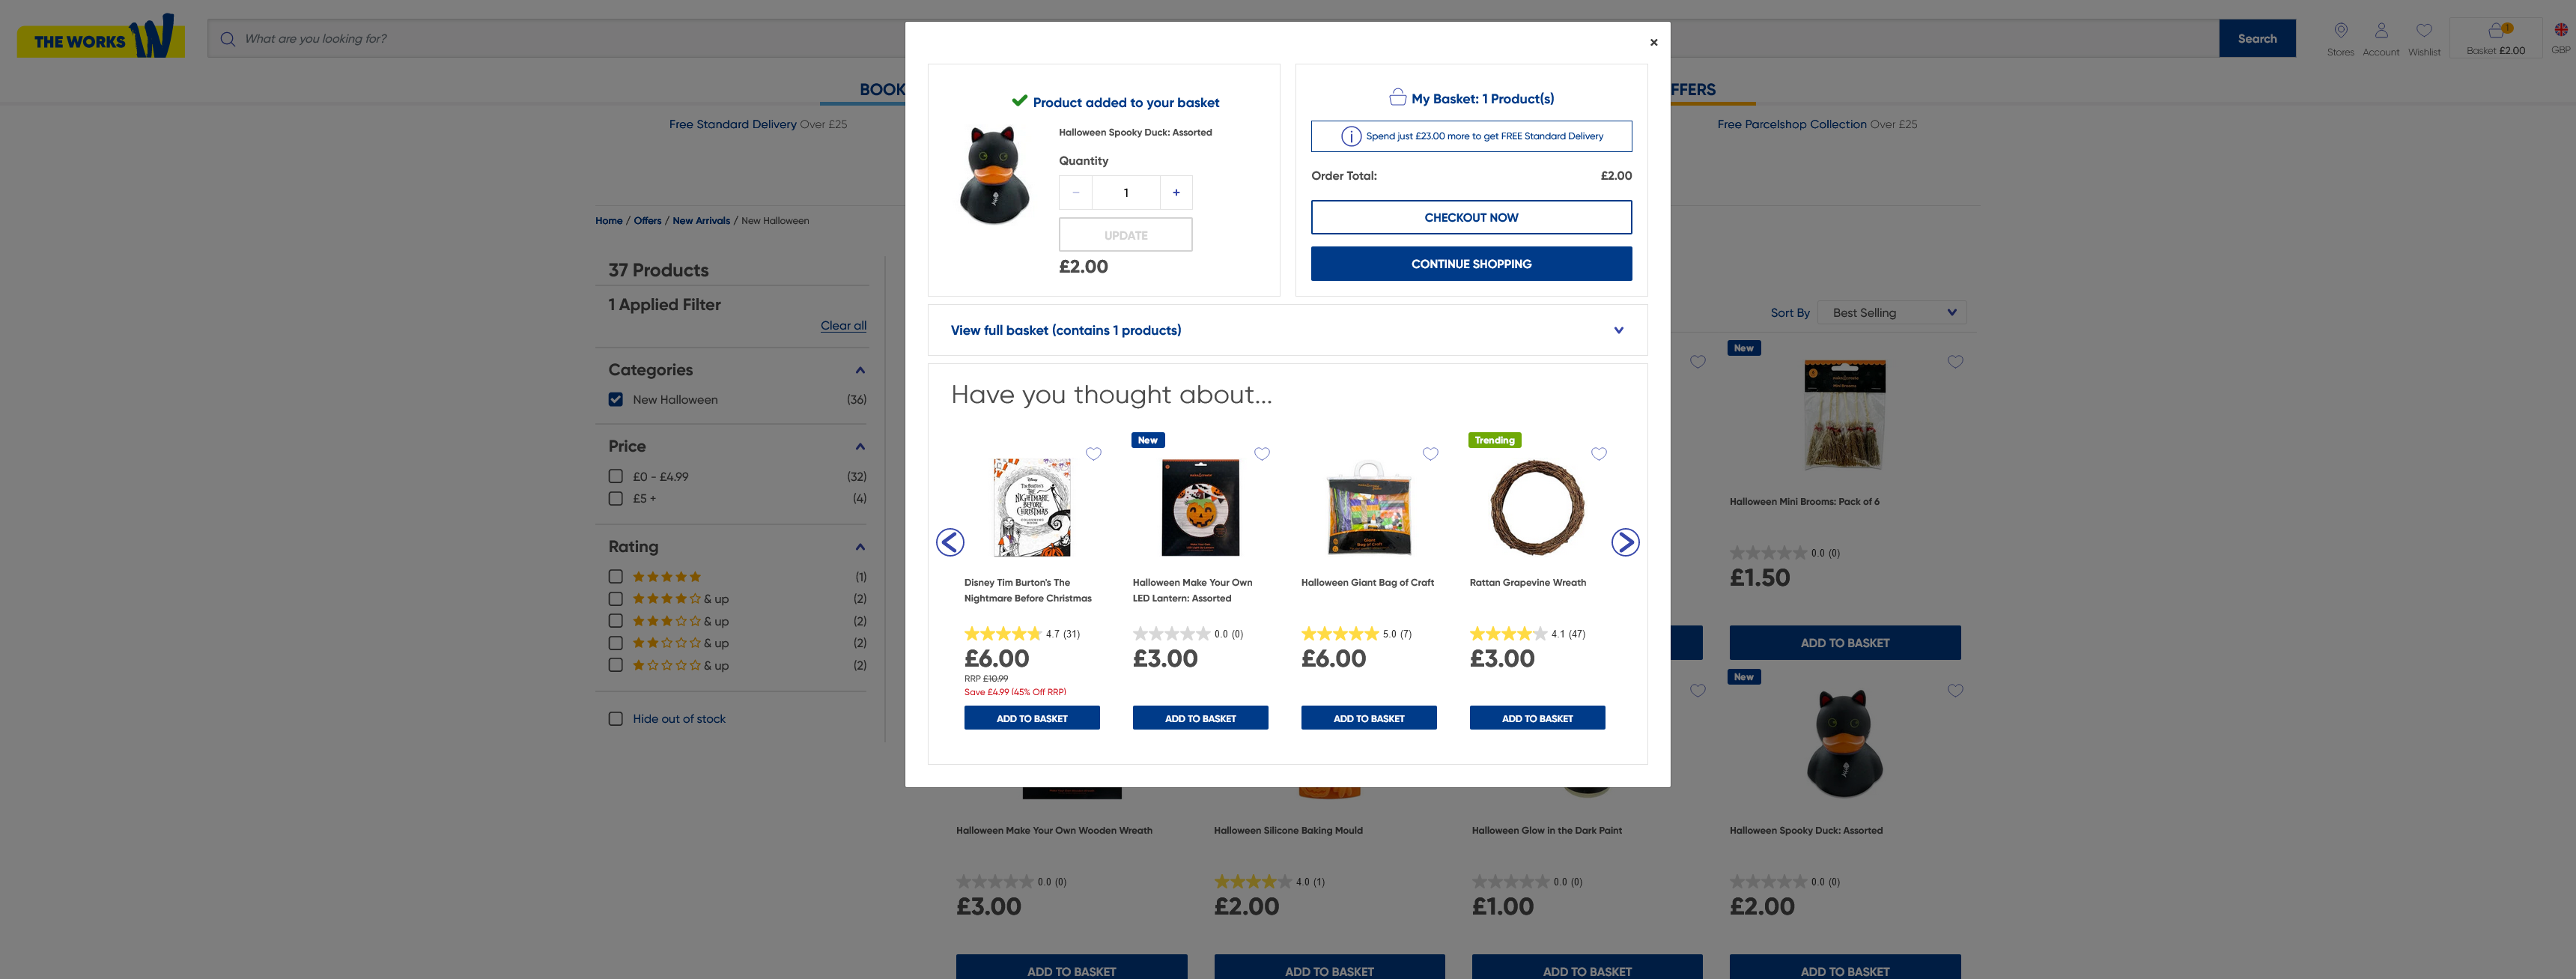 THE WORKS W
What are you looking for?
Search
Stores
Account
Wishlist
Basket £2.00
GBP
BOOK
FFERS
Free Standard Delivery Over £25
Free Parcelshop Collection Over £25
Home / Offers / New Arrivals / New Halloween
37 Products
1 Applied Filter
Clear all
Categories
New Halloween (36)
Price
£0 - £4.99 (32)
£5 + (4)
Rating
(1)
& up (2)
& up (2)
& up (2)
& up (2)
Hide out of stock
Sort By Best Selling
×
Product added to your basket
Halloween Spooky Duck: Assorted
Quantity
− 1 +
UPDATE
£2.00
My Basket: 1 Product(s)
Spend just £23.00 more to get FREE Standard Delivery
Order Total: £2.00
CHECKOUT NOW
CONTINUE SHOPPING
View full basket (contains 1 products)
Have you thought about...
Disney
Tim Burton's The
NIGHTMARE
BEFORE
CHRISTMAS
COLOURING
BOOK
Disney Tim Burton's The
Nightmare Before Christmas
4.7 (31)
£6.00
RRP £10.99
Save £4.99 (45% Off RRP)
ADD TO BASKET
New
Halloween Make Your Own
LED Lantern: Assorted
0.0 (0)
£3.00
ADD TO BASKET
Halloween Giant Bag of Craft
5.0 (7)
£6.00
ADD TO BASKET
Trending
Rattan Grapevine Wreath
4.1 (47)
£3.00
ADD TO BASKET
New
Halloween Mini Brooms: Pack of 6
0.0 (0)
£1.50
ADD TO BASKET
New
Halloween Make Your Own Wooden Wreath
0.0 (0)
£3.00
ADD TO BASKET
Halloween Silicone Baking Mould
4.0 (1)
£2.00
ADD TO BASKET
Halloween Glow in the Dark Paint
0.0 (0)
£1.00
ADD TO BASKET
Halloween Spooky Duck: Assorted
0.0 (0)
£2.00
ADD TO BASKET